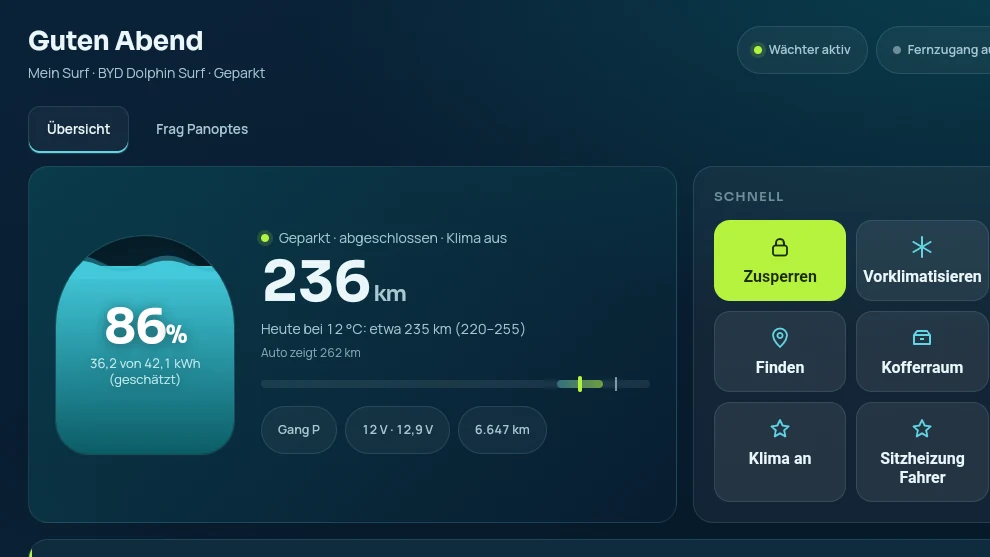 Guten Abend
Mein Surf · BYD Dolphin Surf · Geparkt
Wächter aktiv
Fernzugang
Übersicht
Frag Panoptes
86%
36,2 von 42,1 kWh
(geschätzt)
Geparkt · abgeschlossen · Klima aus
236 km
Heute bei 12 °C: etwa 235 km (220–255)
Auto zeigt 262 km
Gang P
12 V · 12,9 V
6.647 km
SCHNELL
Zusperren
Vorklimatisieren
Finden
Kofferraum
Klima an
Sitzheizung
Fahrer